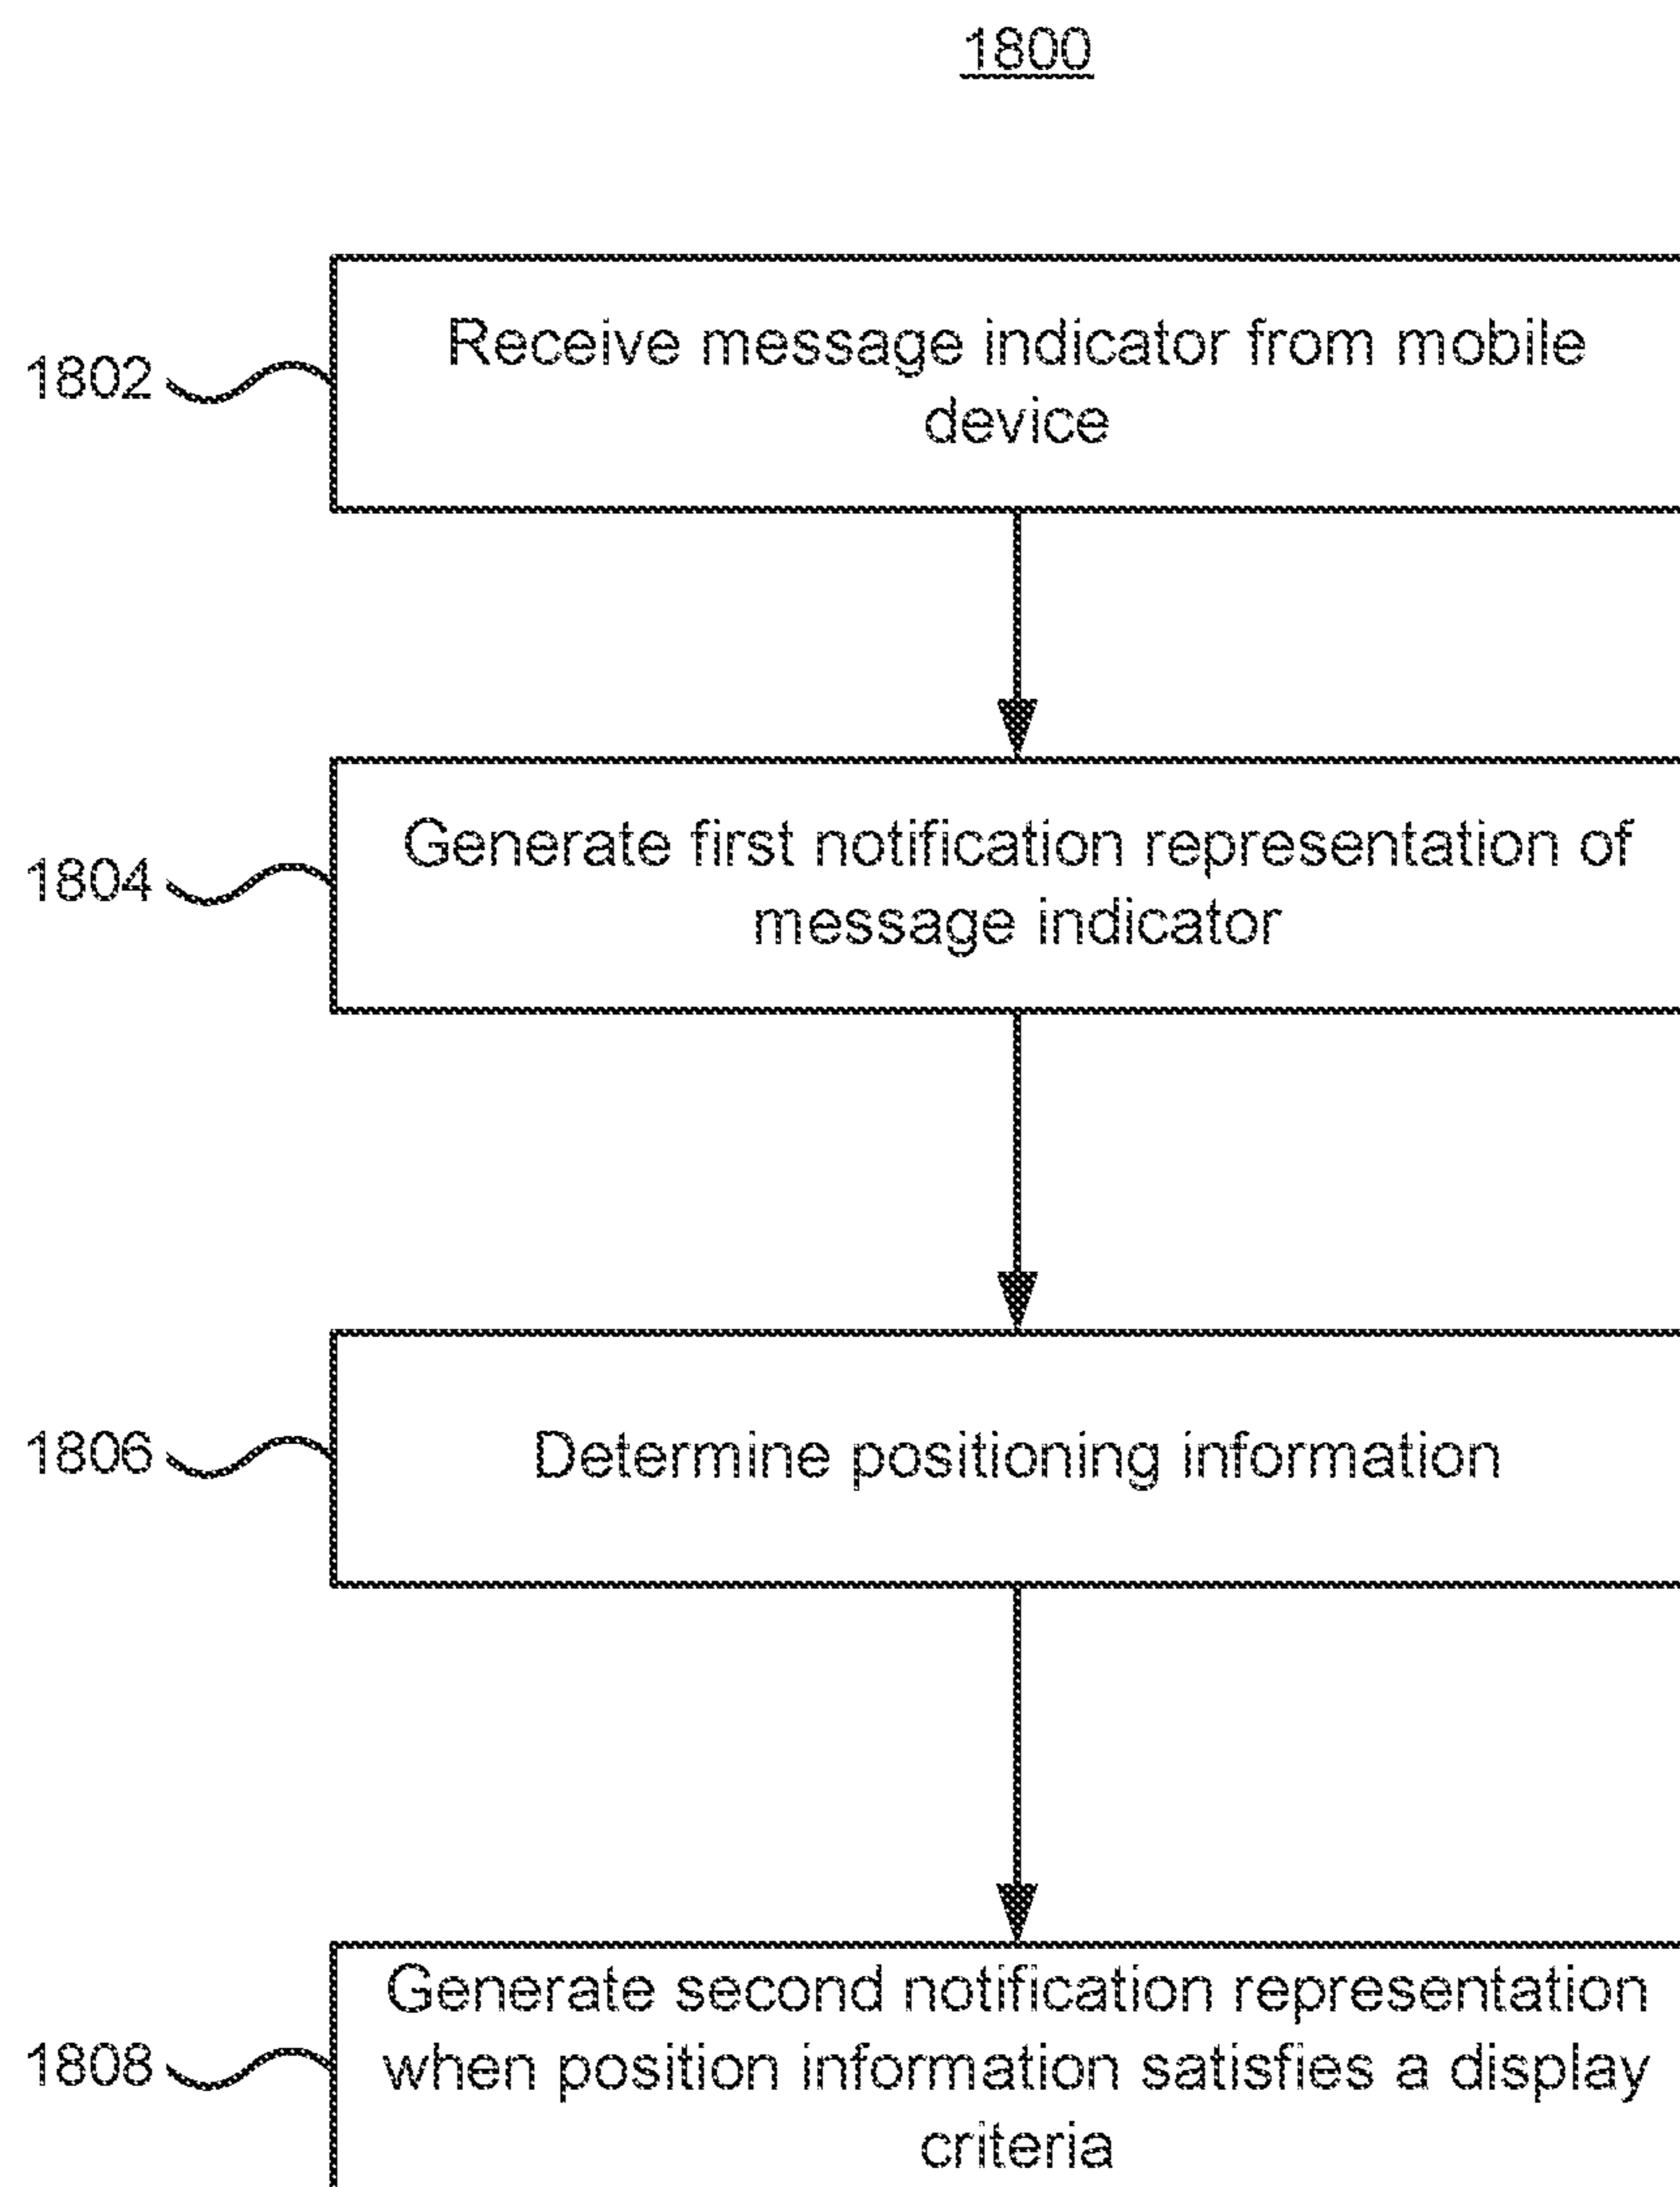 1800
1802
Receive message indicator from mobile
device
1804
Generate first notification representation of
message indicator
1806
Determine positioning information
1808
Generate second notification representation
when position information satisfies a display
criteria